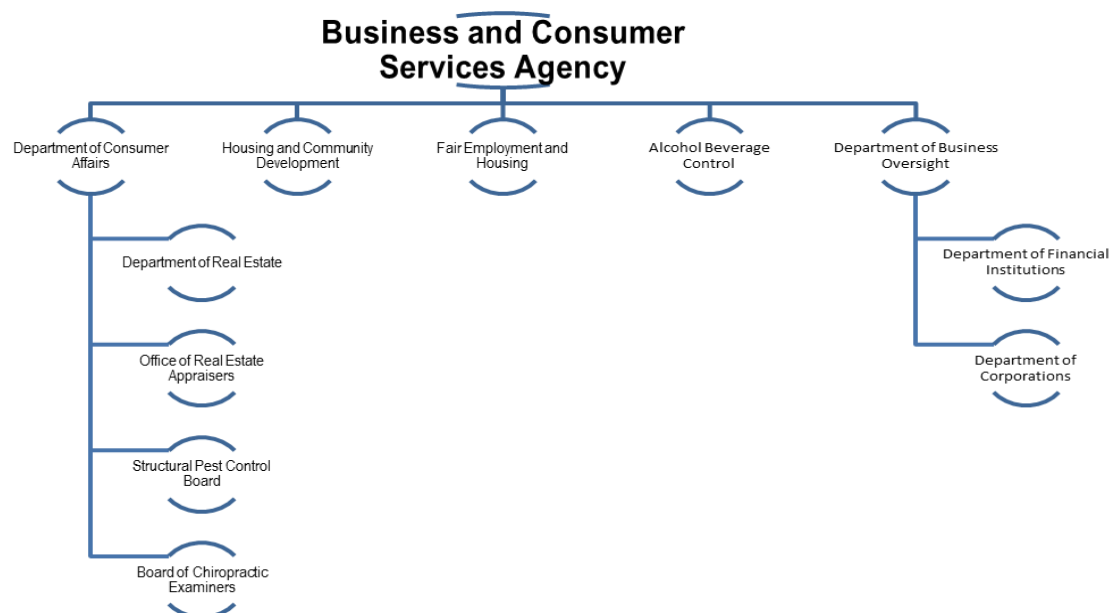 Business and Consumer
Services Agency
Department of Consumer
Affairs
Housing and Community
Development
Fair Employment and
Housing
Alcohol Beverage
Control
Department of Business
Oversight
Department of Real Estate
Office of Real Estate
Appraisers
Structural Pest Control
Board
Board of Chiropractic
Examiners
Department of Financial
Institutions
Department of
Corporations